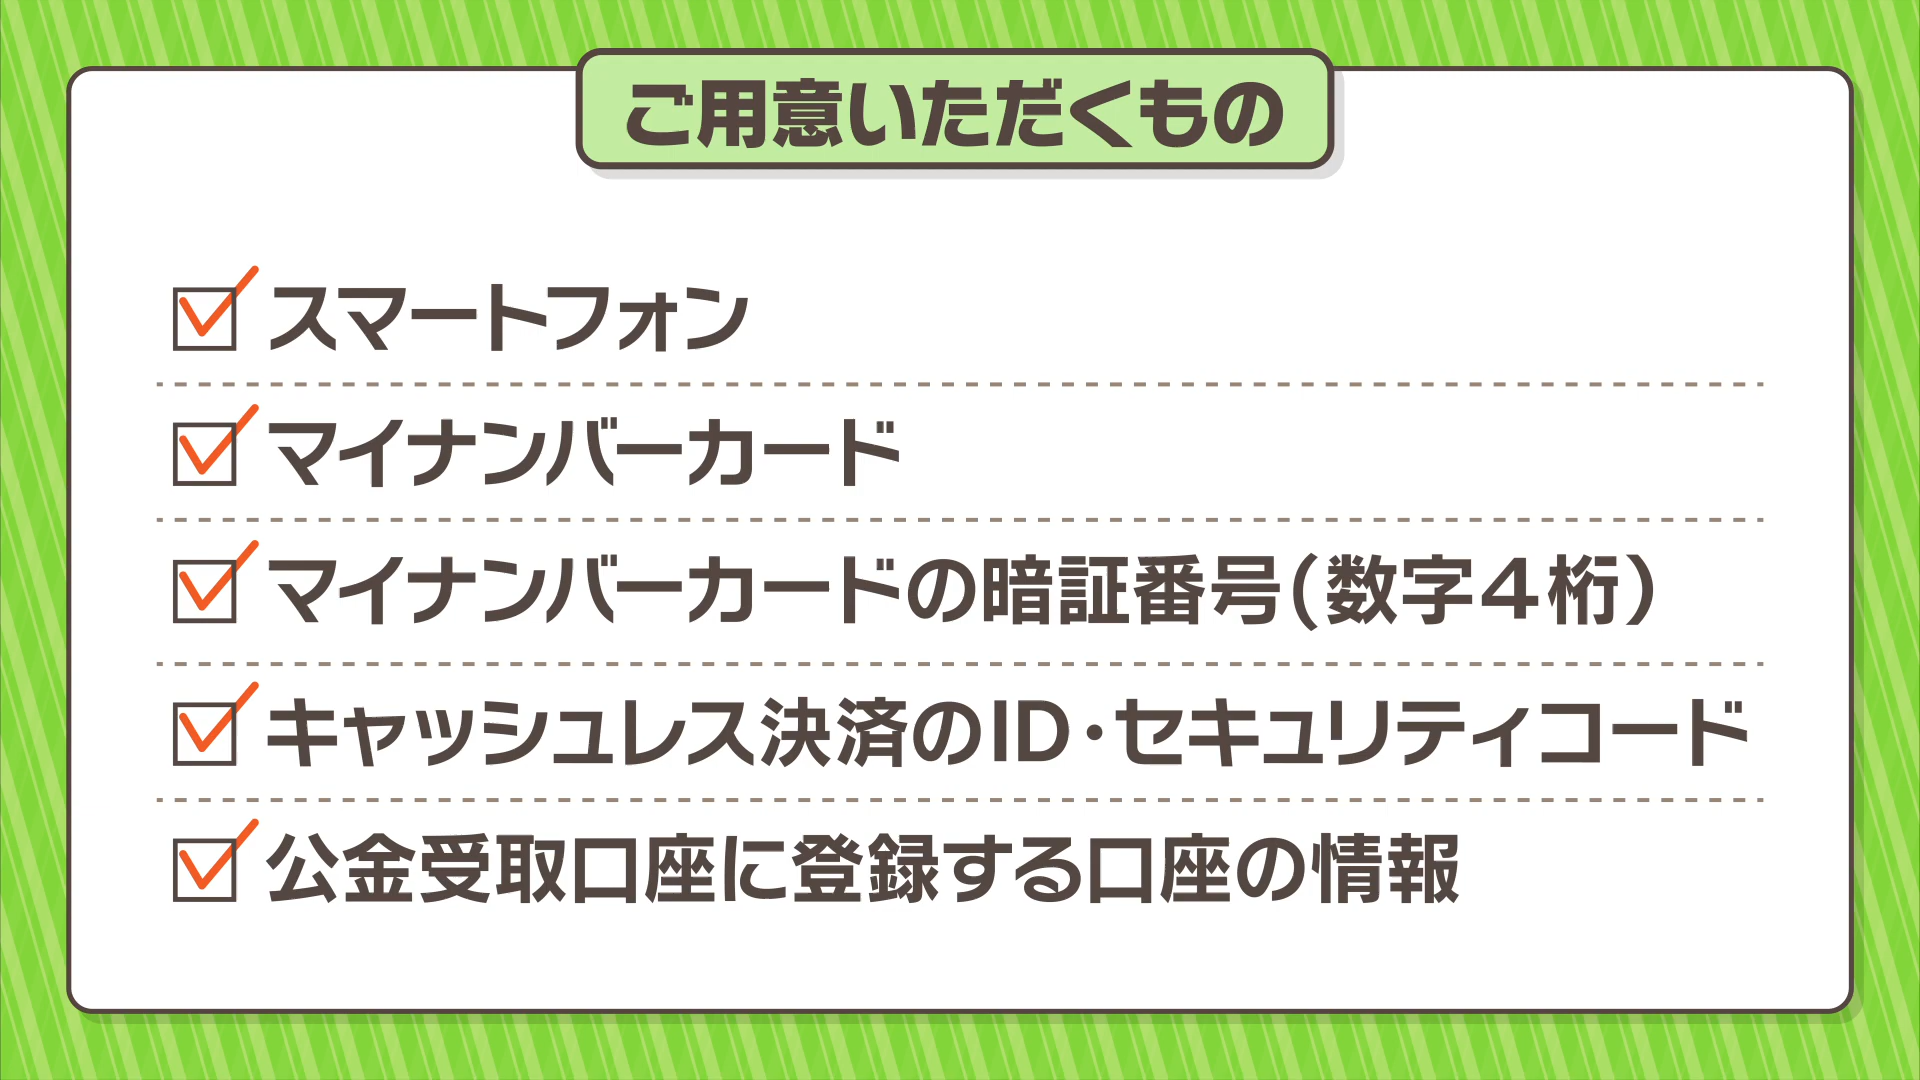 ご用意いただくもの
スマートフォン
マイナンバーカード
マイナンバーカードの暗証番号(数字4桁)
キャッシュレス決済のID・セキュリティコード
公金受取口座に登録する口座の情報